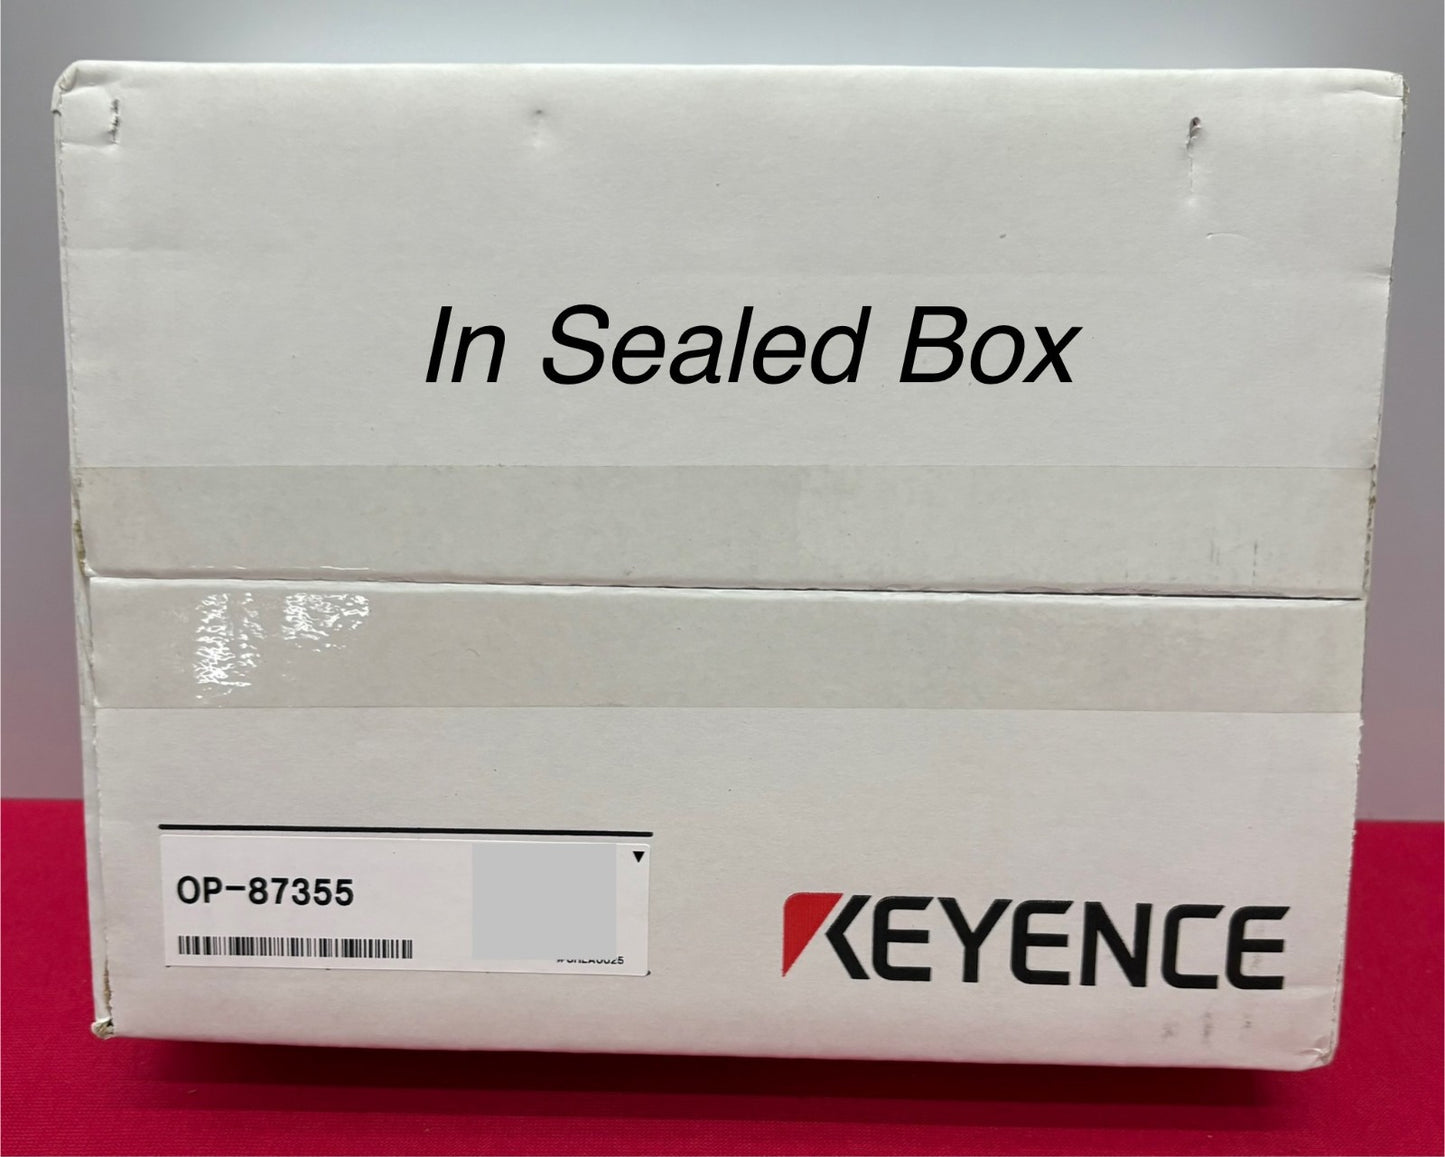 In Sealed Box
OP-87355
KEYENCE